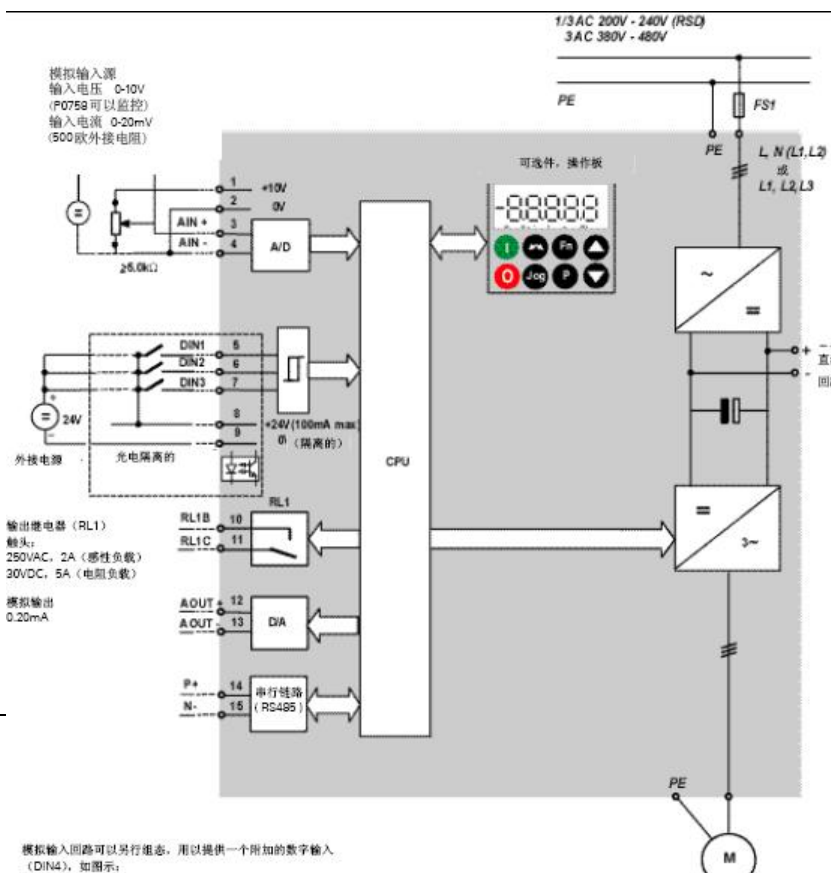 1/3 AC 200V - 240V (RSD)
3 AC 380V - 480V
模拟输入源
输入电压 0-10V
(P0758可以监控)
输入电流 0-20mV
(500欧外接电阻)
PE
FS1
PE
L, N (L1,L2)
或
L1, L2,L3
可选件，操作板
1
+10V
2
0V
AIN +
3
AIN -
4
A/D
≥5.0kΩ
-88888
I
Fn
O
Jog
P
~
=
=
DIN1
5
DIN2
6
DIN3
7
8
+24V(100mA max)
9
（隔离的）
+
=
24V
-
外接电源
光电隔离的
CPU
+
直
-
回
RL1
RL1B
10
RL1C
11
输出继电器（RL1）
触头：
250VAC，2A（感性负载）
30VDC，5A（电阻负载）
=
3~
模拟输出
0.20mA
AOUT +
12
AOUT -
13
D/A
P+
14
N-
15
串行链路
（RS485）
PE
M
模拟输入回路可以另行组态，用以提供一个附加的数字输入
（DIN4），如图示：